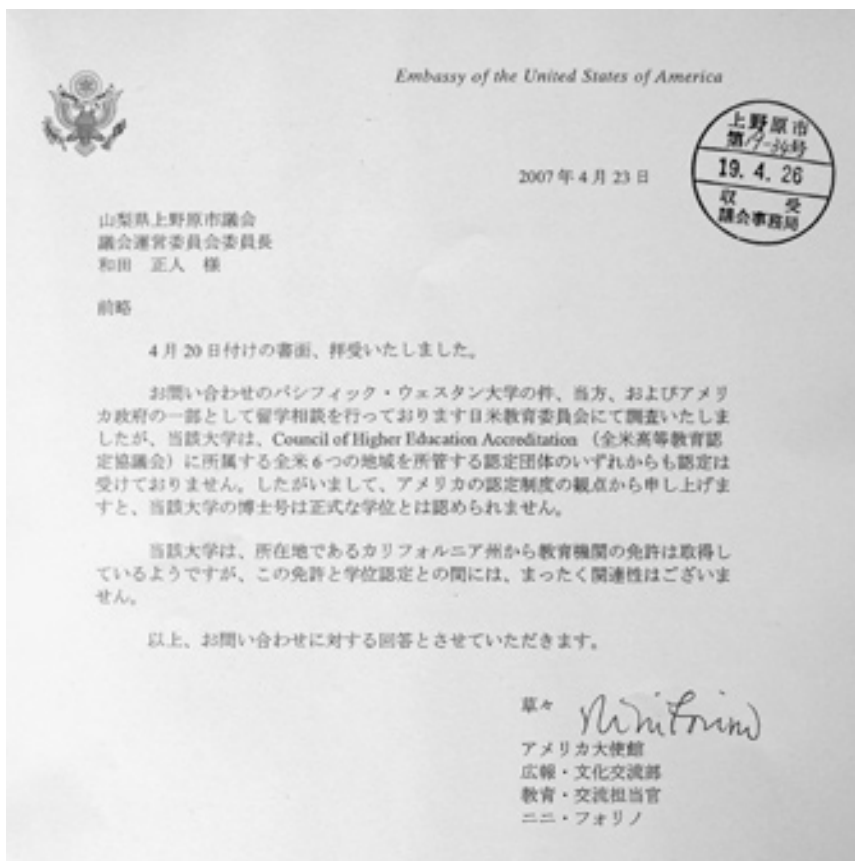 Embassy of the United States of America
上野原市
第19-34号
19. 4. 26
収 受
議会事務局
2007年4月23日
山梨県上野原市議会
議会運営委員会委員長
和田 正人 様
前略
4月20日付けの書面、拝受いたしました。
お問い合わせのパシフィック・ウェスタン大学の件、当方、およびアメリ
カ政府の一部として留学相談を行っております日米教育委員会にて調査いたしま
したが、当該大学は、Council of Higher Education Accreditation（全米高等教育認
定協議会）に所属する全米6つの地域を所管する認定団体のいずれからも認定は
受けておりません。したがいまして、アメリカの認定制度の観点から申し上げま
すと、当該大学の博士号は正式な学位とは認められません。
当該大学は、所在地であるカリフォルニア州から教育機関の免許は取得し
ているようですが、この免許と学位認定との間には、まったく関連性はございま
せん。
以上、お問い合わせに対する回答とさせていただきます。
草々
アメリカ大使館
広報・文化交流部
教育・交流担当官
ニニ・フォリノ